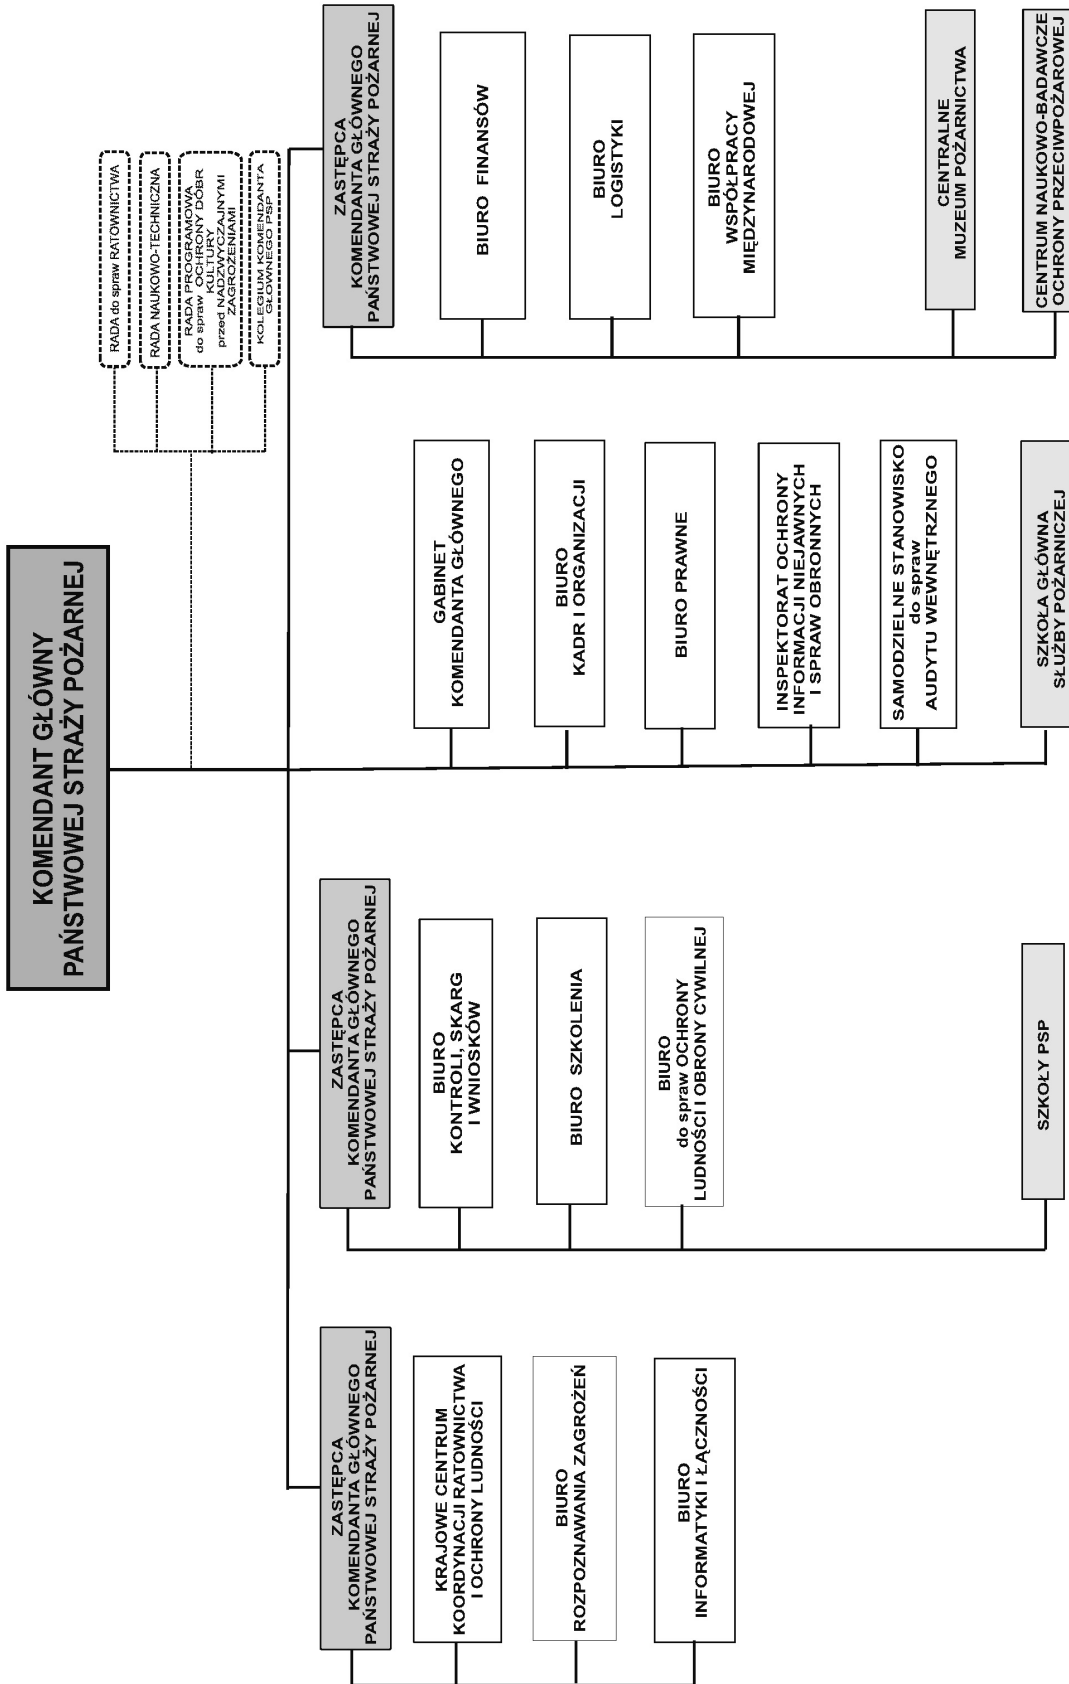 KOMENDANT GŁÓWNY
PAŃSTWOWEJ STRAŻY POŻARNEJ
RADA do spraw RATOWNICTWA
RADA NAUKOWO-TECHNICZNA
RADA PROGRAMOWA
do spraw OCHRONY DÓBR
KULTURY
przed NADZWYCZAJNYMI
ZAGROŻENIAMI
KOLEGIUM KOMENDANTA
GŁOWNEGO PSP
ZASTĘPCA
KOMENDANTA GŁÓWNEGO
PAŃSTWOWEJ STRAŻY POŻARNEJ
KRAJOWE CENTRUM
KOORDYNACJI RATOWNICTWA
I OCHRONY LUDNOŚCI
BIURO
ROZPOZNAWANIA ZAGROŻEŃ
BIURO
INFORMATYKI I ŁĄCZNOŚCI
ZASTĘPCA
KOMENDANTA GŁÓWNEGO
PAŃSTWOWEJ STRAŻY POŻARNEJ
BIURO
KONTROLI, SKARG
I WNIOSKÓW
BIURO SZKOLENIA
BIURO
do spraw OCHRONY
LUDNOŚCI I OBRONY CYWILNEJ
SZKOŁY PSP
GABINET
KOMENDANTA GŁÓWNEGO
BIURO
KADR I ORGANIZACJI
BIURO PRAWNE
INSPEKTORAT OCHRONY
INFORMACJI NIEJAWNYCH
I SPRAW OBRONNYCH
SAMODZIELNE STANOWISKO
do spraw
AUDYTU WEWNĘTRZNEGO
SZKOŁA GŁÓWNA
SŁUŻBY POŻARNICZEJ
ZASTĘPCA
KOMENDANTA GŁÓWNEGO
PAŃSTWOWEJ STRAŻY POŻARNEJ
BIURO FINANSÓW
BIURO
LOGISTYKI
BIURO
WSPÓŁPRACY
MIĘDZYNARODOWEJ
CENTRALNE
MUZEUM POŻARNICTWA
CENTRUM NAUKOWO-BADAWCZE
OCHRONY PRZECIWPOŻAROWEJ